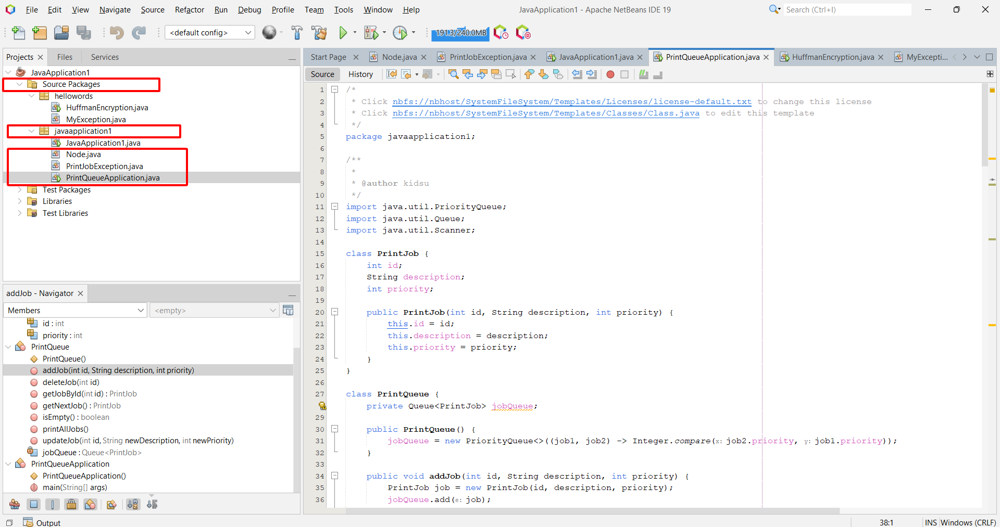 File Edit View Navigate Source Refactor Run Debug Profile Team Tools Window Help
JavaApplication1 - Apache NetBeans IDE 19
Search (Ctrl+I)
<default config>
191.3/240.0MB
Projects Files Services
JavaApplication1
Source Packages
hellowords
HuffmanEncryption.java
MyException.java
javaapplication1
JavaApplication1.java
Node.java
PrintJobException.java
PrintQueueApplication.java
Test Packages
Libraries
Test Libraries
addJob - Navigator
Members <empty>
id : int
priority : int
PrintQueue
PrintQueue()
addJob(int id, String description, int priority)
deleteJob(int id)
getJobById(int id) : PrintJob
getNextJob() : PrintJob
isEmpty() : boolean
printAllJobs()
updateJob(int id, String newDescription, int newPriority)
jobQueue : Queue<PrintJob>
PrintQueueApplication
PrintQueueApplication()
main(String[] args)
Start Page Node.java PrintJobException.java JavaApplication1.java PrintQueueApplication.java HuffmanEncryption.java MyExcepti...
Source History
1 /*
2 * Click nbfs://nbhost/SystemFileSystem/Templates/Licenses/license-default.txt to change this license
3 * Click nbfs://nbhost/SystemFileSystem/Templates/Classes/Class.java to edit this template
4 */
5 package javaapplication1;
6
7 /**
8 *
9 * @author kidsu
10 */
11 import java.util.PriorityQueue;
12 import java.util.Queue;
13 import java.util.Scanner;
14
15 class PrintJob {
16 int id;
17 String description;
18 int priority;
19
20 public PrintJob(int id, String description, int priority) {
21 this.id = id;
22 this.description = description;
23 this.priority = priority;
24 }
25 }
26
27 class PrintQueue {
private Queue<PrintJob> jobQueue;
29
30 public PrintQueue() {
31 jobQueue = new PriorityQueue<>((job1, job2) -> Integer.compare(x: job2.priority, y: job1.priority));
32 }
33
34 public void addJob(int id, String description, int priority) {
35 PrintJob job = new PrintJob(id, description, priority);
36 jobQueue.add(e: job);
Output
38:1 INS Windows (CRLF)